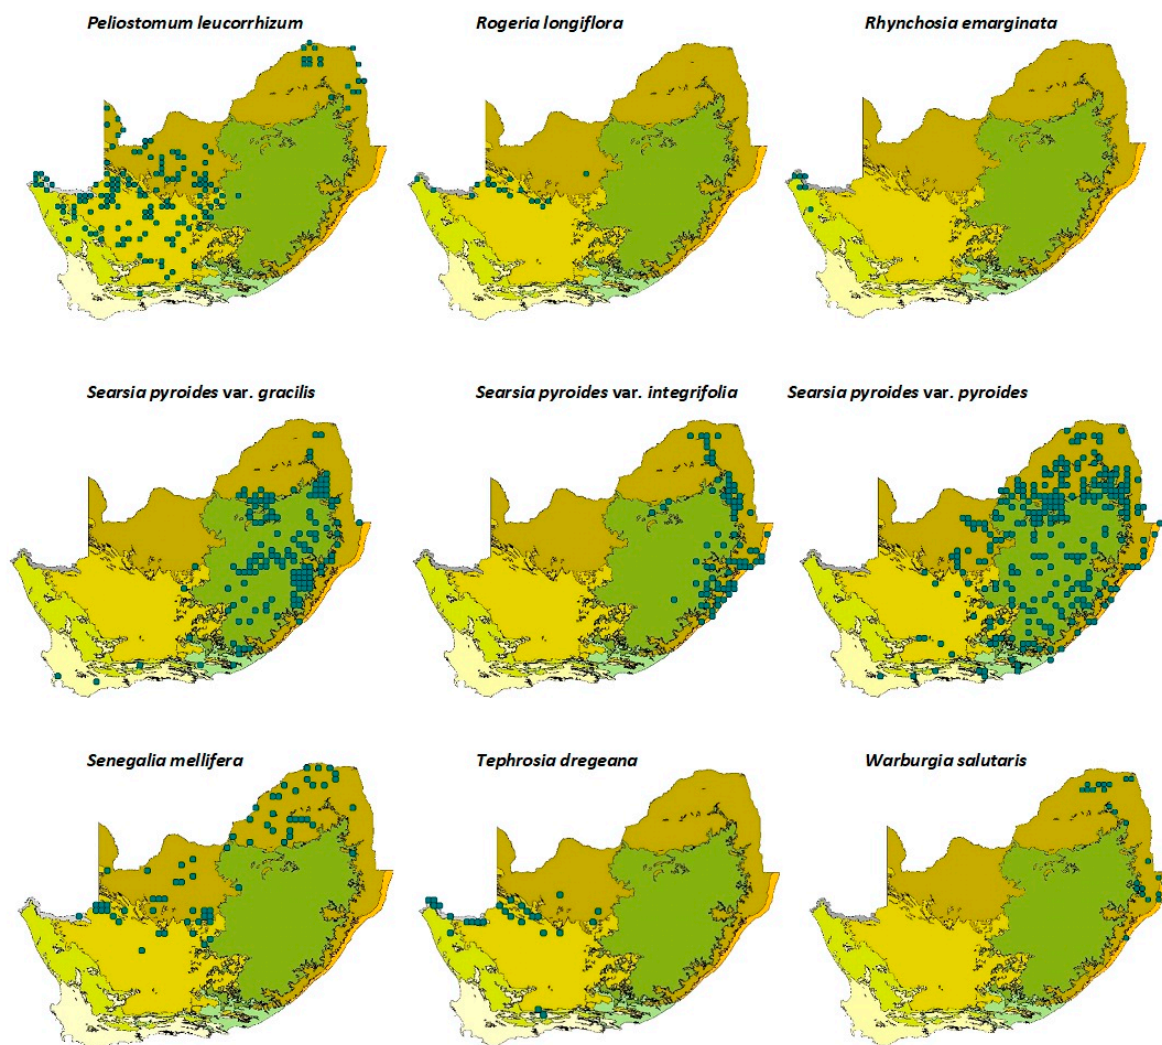 Peliostomum leucorrhizum
Rogeria longiflora
Rhynchosia emarginata
Searsia pyroides var. gracilis
Searsia pyroides var. integrifolia
Searsia pyroides var. pyroides
Senegalia mellifera
Tephrosia dregeana
Warburgia salutaris